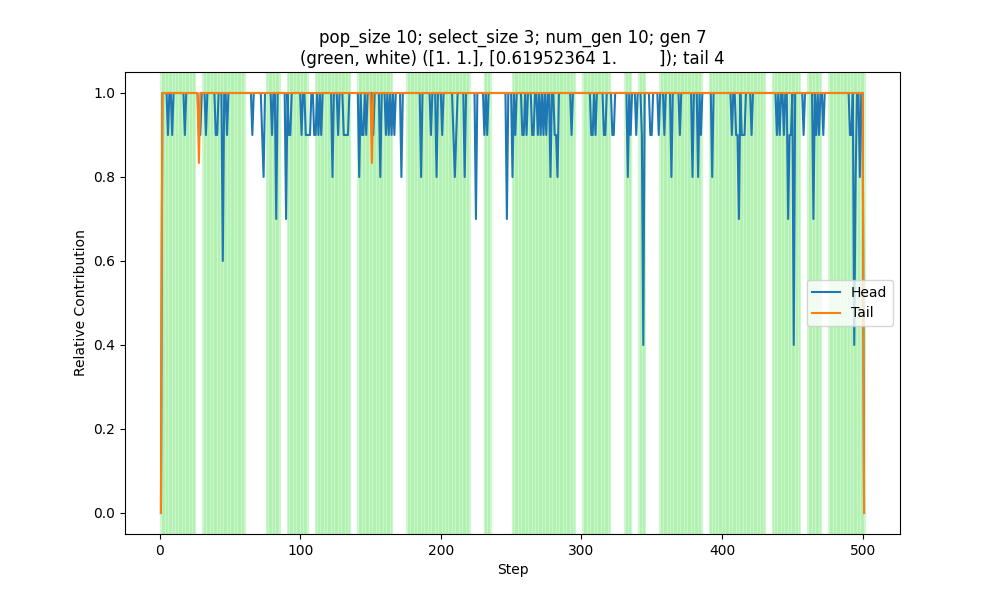 pop_size 10; select_size 3; num_gen 10; gen 7
(green, white) ([1. 1.], [0.61952364 1.         ]); tail 4
1.0
0.8
0.6
0.4
0.2
0.0
Relative Contribution
Head
Tail
0
100
200
300
400
500
Step